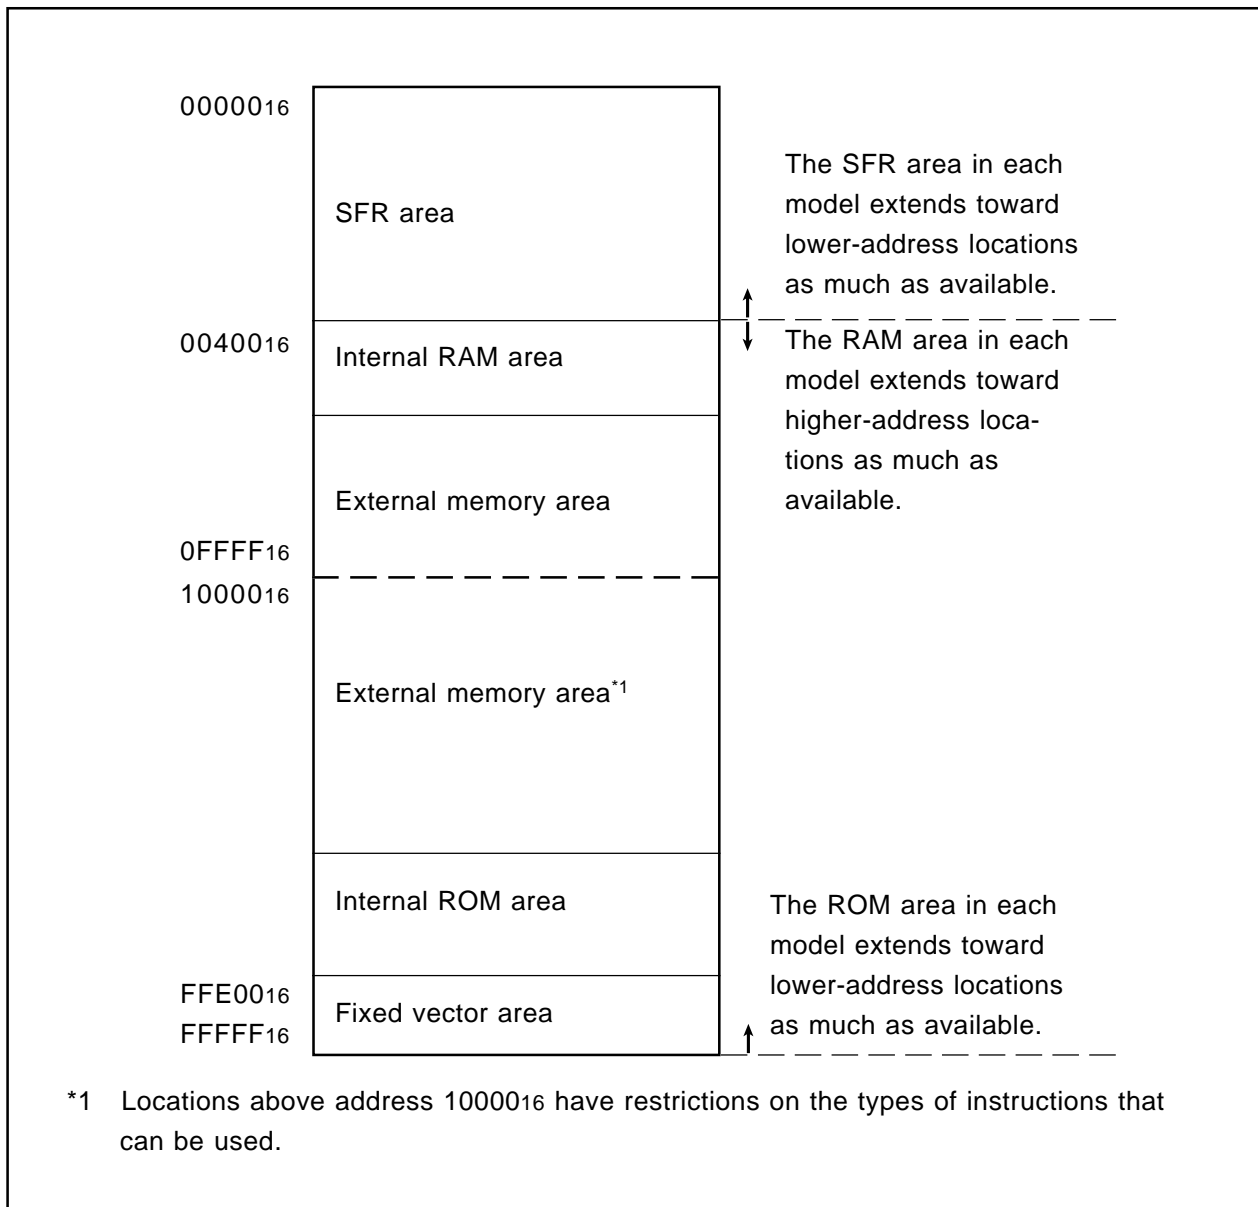 0000016
SFR area
The SFR area in each
model extends toward
lower-address locations
as much as available.
0040016
Internal RAM area
The RAM area in each
model extends toward
higher-address loca-
tions as much as
available.
External memory area
0FFFF16
1000016
External memory area*1
Internal ROM area
The ROM area in each
model extends toward
lower-address locations
as much as available.
FFE0016
Fixed vector area
FFFFF16
*1 Locations above address 1000016 have restrictions on the types of instructions that
can be used.